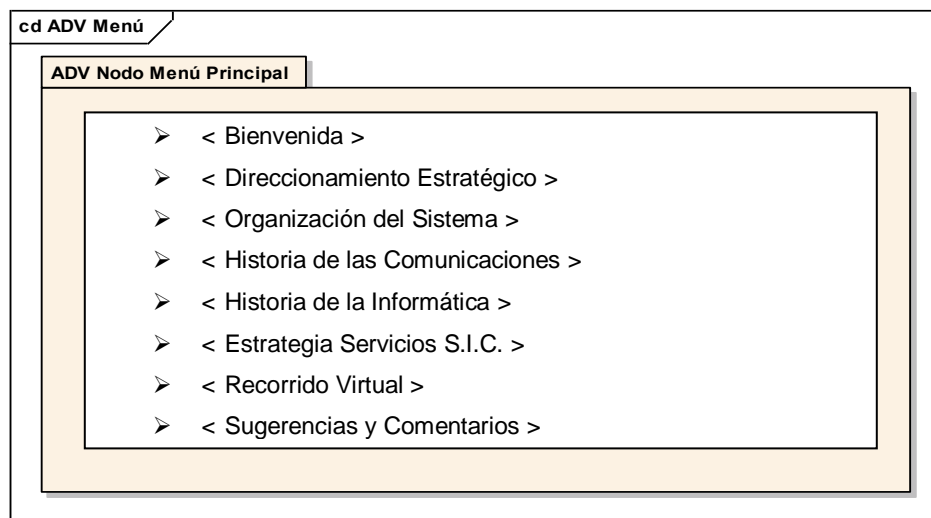 cd ADV Menú
ADV Nodo Menú Principal
➢ < Bienvenida >
➢ < Direccionamiento Estratégico >
➢ < Organización del Sistema >
➢ < Historia de las Comunicaciones >
➢ < Historia de la Informática >
➢ < Estrategia Servicios S.I.C. >
➢ < Recorrido Virtual >
➢ < Sugerencias y Comentarios >